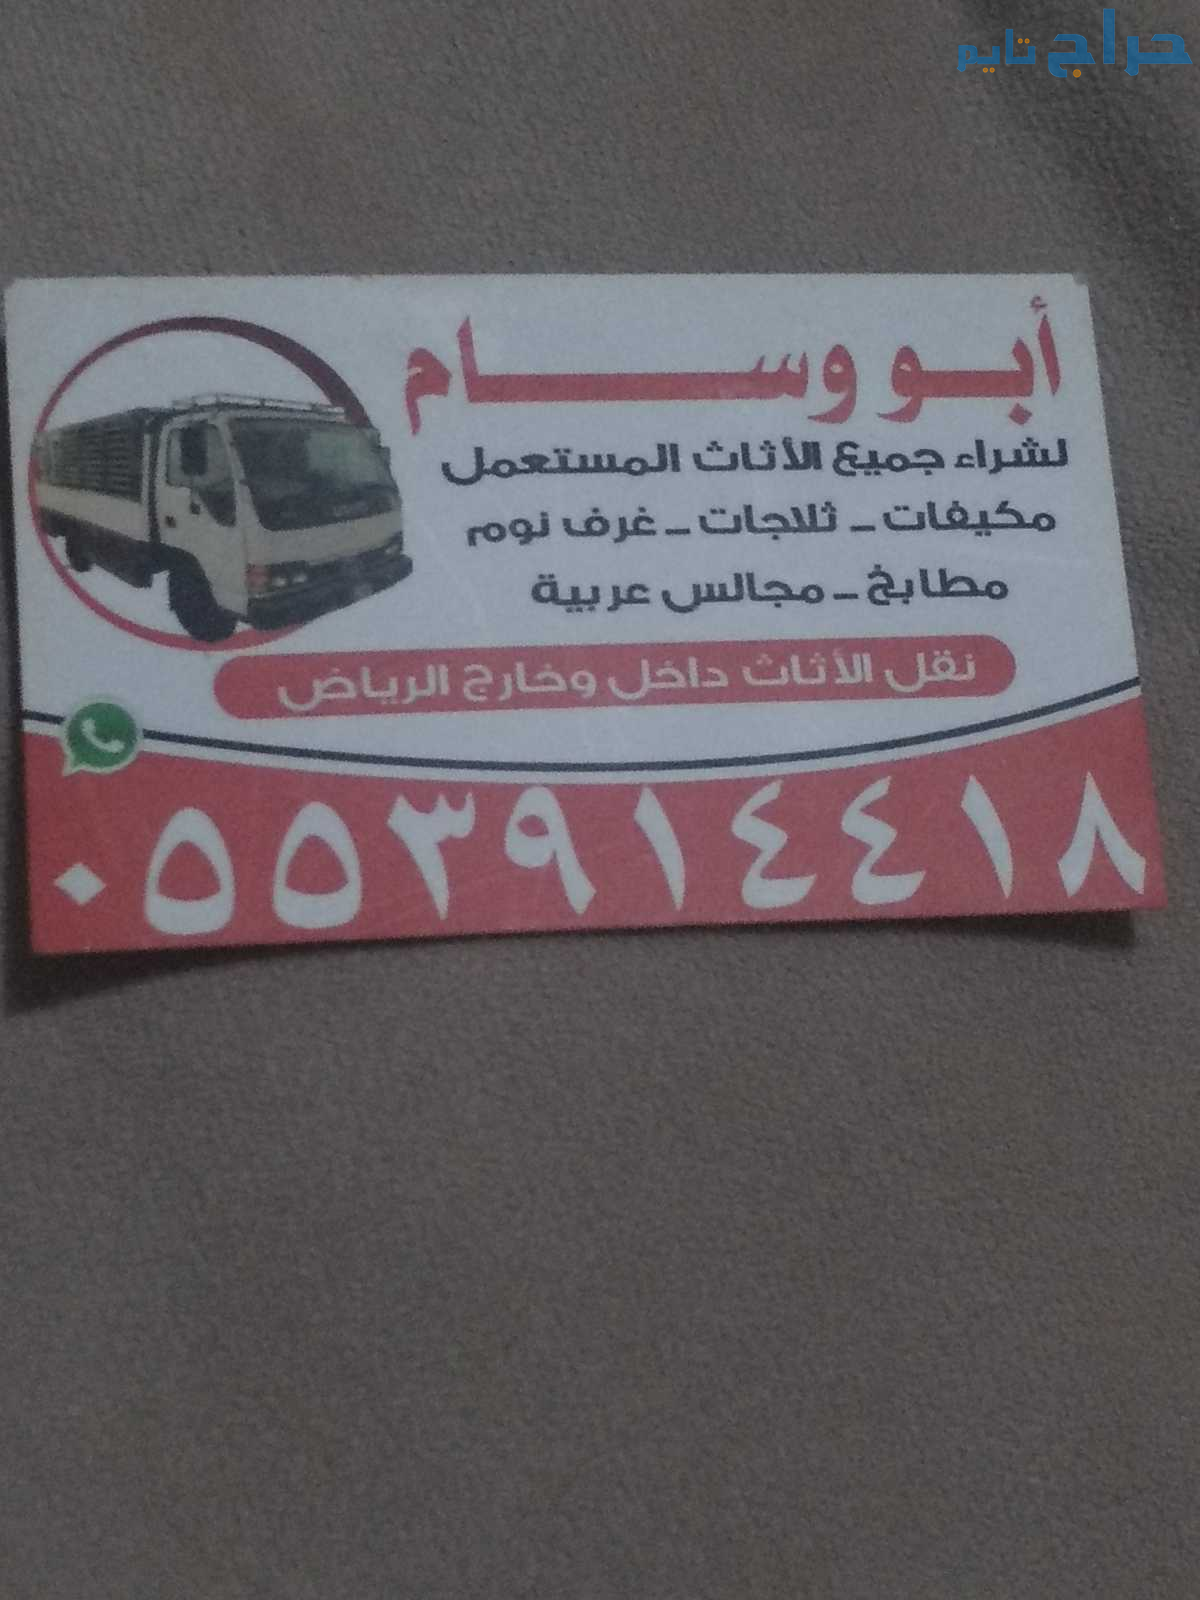 حراج تايم
أبو وسام
لشراء جميع الأثاث المستعمل
مكيفات - ثلاجات - غرف نوم
مطابخ - مجالس عربية
نقل الأثاث داخل وخارج الرياض
٠٥٥٣٩١٤٤١٨